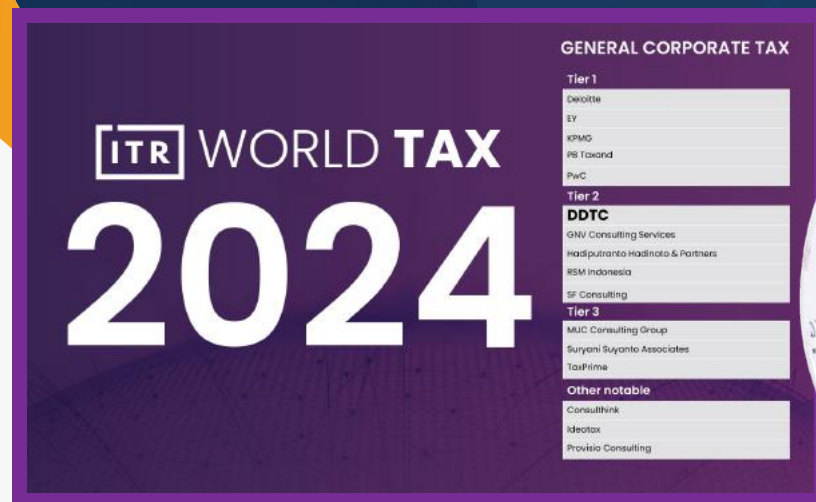 ITR WORLD TAX
2024
GENERAL CORPORATE TAX
Tier 1
Deloitte
EY
KPMG
PB Taxand
PwC
Tier 2
DDTC
GNV Consulting Services
Hadiputranto Hadinoto & Partners
RSM Indonesia
SF Consulting
Tier 3
MUC Consulting Group
Suryani Suyanto Associates
TaxPrime
Other notable
Consulthink
Ideatax
Provisio Consulting